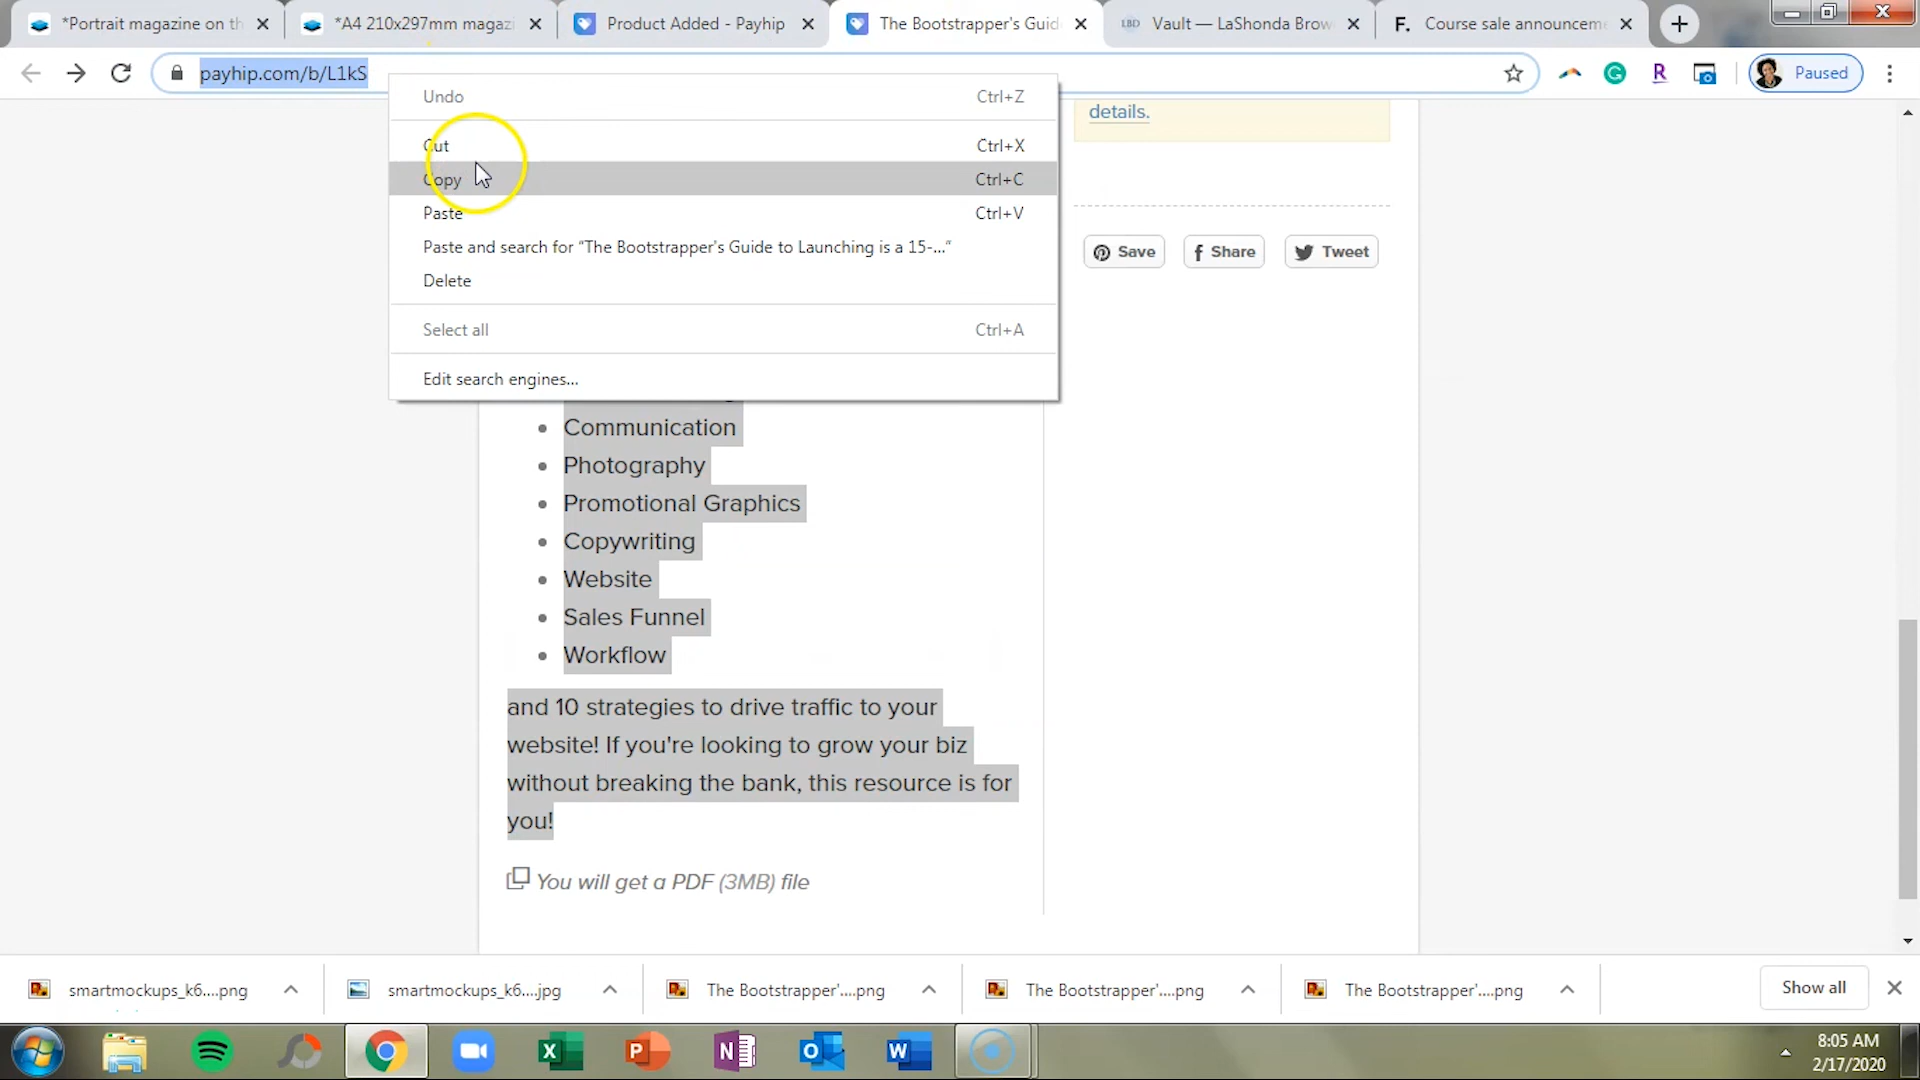 *Portrait magazine on th
*A4 210x297mm magazi
Product Added - Payhip
The Bootstrapper's Guid
LBD Vault — LaShonda Brow
F. Course sale announcem
payhip.com/b/L1kS
R
Paused
Undo Ctrl+Z
Cut Ctrl+X
Copy Ctrl+C
Paste Ctrl+V
Paste and search for “The Bootstrapper's Guide to Launching is a 15-...”
Delete
Select all Ctrl+A
Edit search engines...
details.
Save
Share
Tweet
Communication
Photography
Promotional Graphics
Copywriting
Website
Sales Funnel
Workflow
and 10 strategies to drive traffic to your
website! If you're looking to grow your biz
without breaking the bank, this resource is for
you!
You will get a PDF (3MB) file
smartmockups_k6....png
smartmockups_k6....jpg
The Bootstrapper'....png
The Bootstrapper'....png
The Bootstrapper'....png
Show all
8:05 AM
2/17/2020